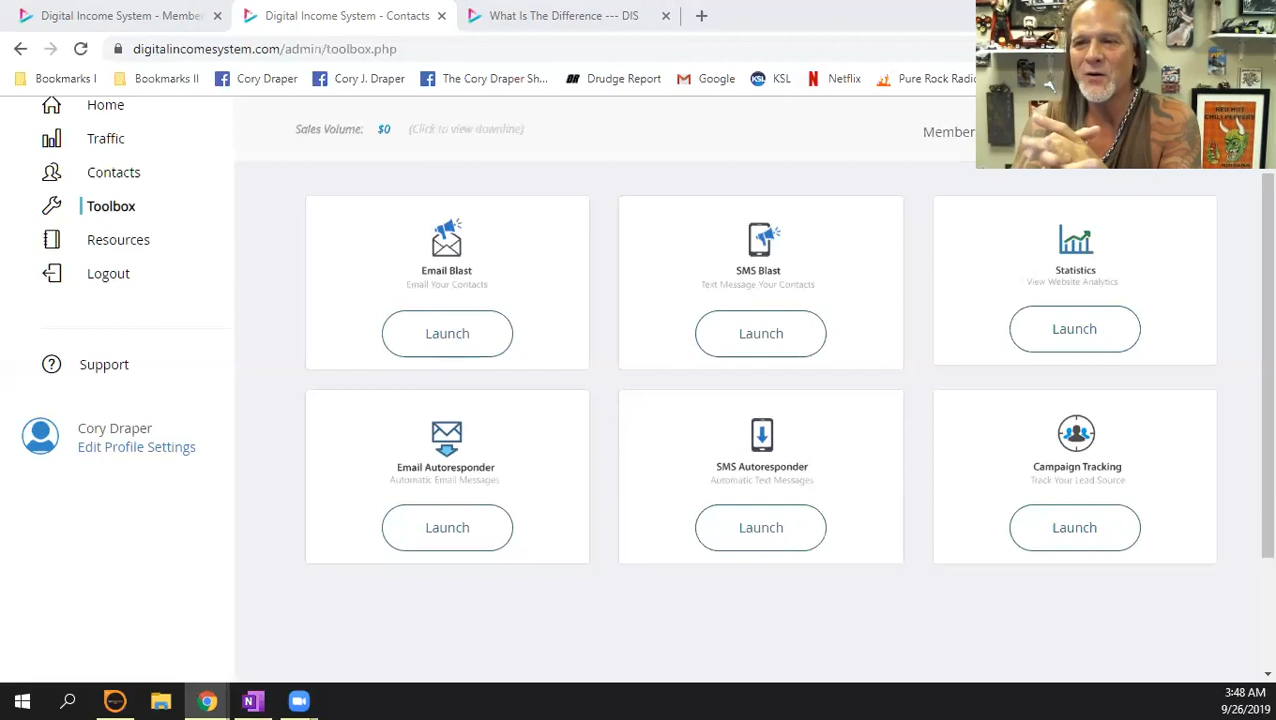 Digital Income System - Member
Digital Income System - Contacts
What Is The Difference --- DIS
digitalincomesystem.com/admin/toolbox.php
Bookmarks I
Bookmarks II
Cory Draper
Cory J. Draper
The Cory Draper Sh...
Drudge Report
Google
KSL
Netflix
Pure Rock Radio
Home
Traffic
Contacts
Toolbox
Resources
Logout
Support
Cory Draper
Edit Profile Settings
Sales Volume: $0 (Click to view downline)
Member
RED HOT
CHILI PEPPERS
Email Blast
Email Your Contacts
Launch
SMS Blast
Text Message Your Contacts
Launch
Statistics
View Website Analytics
Launch
Email Autoresponder
Automatic Email Messages
Launch
SMS Autoresponder
Automatic Text Messages
Launch
Campaign Tracking
Track Your Lead Source
Launch
3:48 AM
9/26/2019